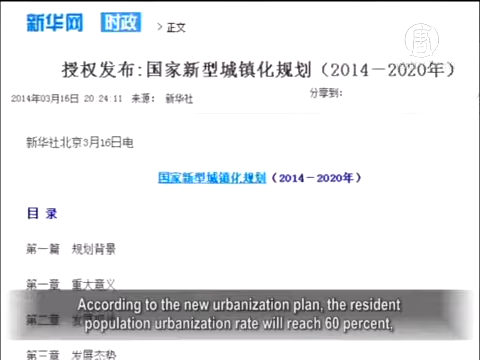 新华网 时政 > 正文
授权发布:国家新型城镇化规划（2014－2020年）
2014年03月16日 20:24:11 来源： 新华社
分享到:
新华社北京3月16日电
国家新型城镇化规划（2014－2020年）
目 录
第一篇 规划背景
第一章 重大意义
According to the new urbanization plan, the resident
population urbanization rate will reach 60 percent,
第二章
第三章 发展态势